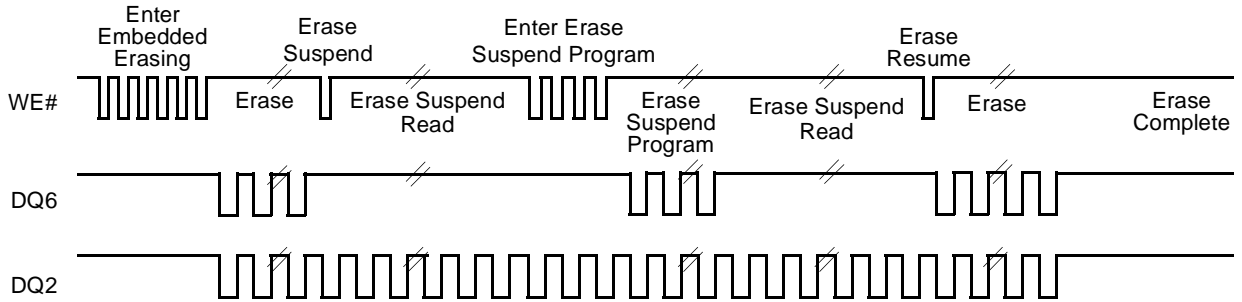 Enter
Embedded
Erasing
Erase
Suspend
Enter Erase
Suspend Program
Erase
Resume
WE#
Erase
Erase Suspend
Read
Erase
Suspend
Program
Erase Suspend
Read
Erase
Erase
Complete
DQ6
DQ2